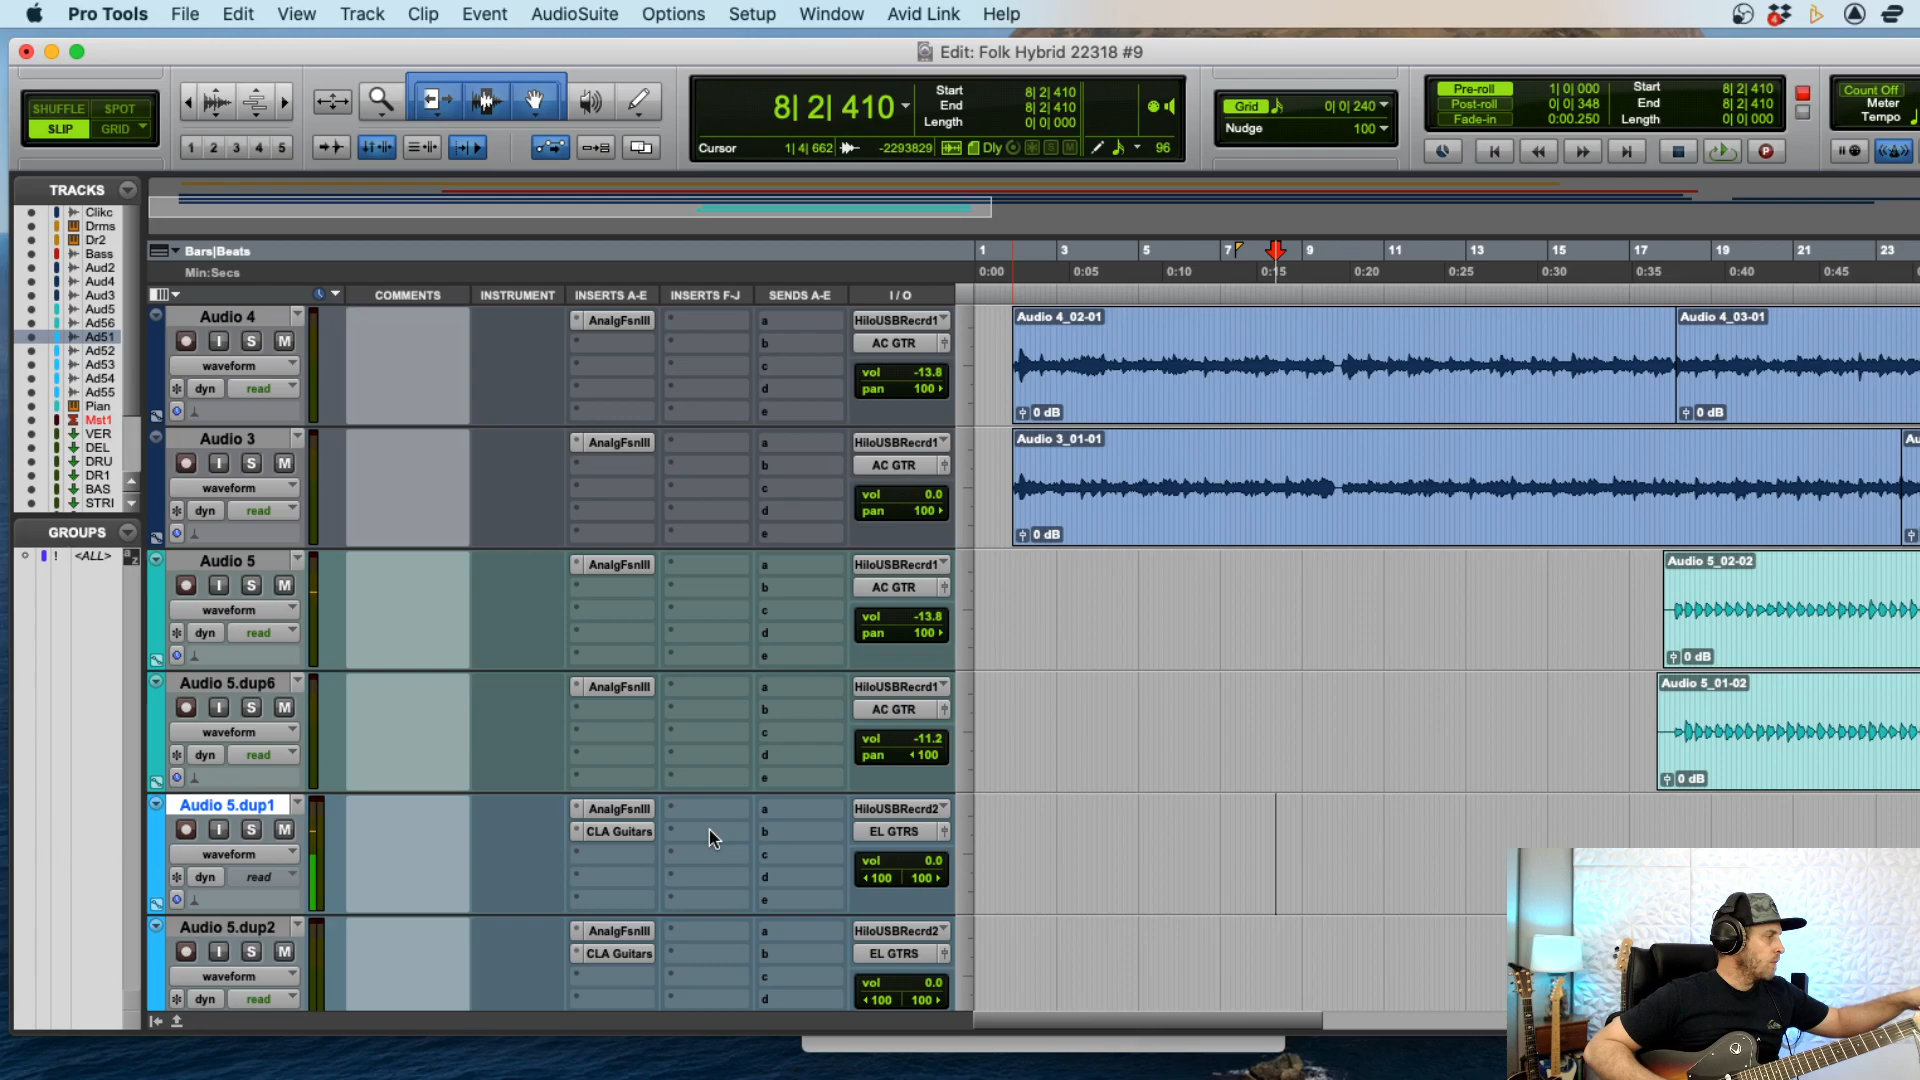 Pro Tools File Edit View Track Clip Event AudioSuite Options Setup Window Avid Link Help
Edit: Folk Hybrid 22318 #9
SHUFFLE SPOT
SLIP GRID
1 2 3 4 5
8| 2| 410
Start 8| 2| 410
End 8| 2| 410
Length 0| 0| 000
Cursor 1| 4| 662 -2293829 Dly 96
Grid 0| 0| 240
Nudge 100
Pre-roll 1| 0| 000 Start 8| 2| 410
Post-roll 0| 0| 348 End 8| 2| 410
Fade-in 0:00.250 Length 0| 0| 000
Count Off
Meter
Tempo
TRACKS
Clikc
Drms
Dr2
Bass
Aud2
Aud4
Aud3
Aud5
Ad56
Ad51
Ad52
Ad53
Ad54
Ad55
Pian
Mst1
VER
DEL
DRU
DR1
BAS
STRI
GROUPS
! <ALL> a z
Bars|Beats 1 3 5 7 9 11 13 15 17 19 21 23
Min:Secs 0:00 0:05 0:10 0:15 0:20 0:25 0:30 0:35 0:40 0:45
COMMENTS INSTRUMENT INSERTS A-E INSERTS F-J SENDS A-E I / O
Audio 4
I S M
waveform
dyn read
AnalgFsnIII
a
b
c
d
e
HiloUSBRecrd1
AC GTR
vol -13.8
pan 100
Audio 4_02-01 Audio 4_03-01
0 dB 0 dB
Audio 3
I S M
waveform
dyn read
AnalgFsnIII
a
b
c
d
e
HiloUSBRecrd1
AC GTR
vol 0.0
pan 100
Audio 3_01-01 Au
0 dB
Audio 5
I S M
waveform
dyn read
AnalgFsnIII
a
b
c
d
e
HiloUSBRecrd1
AC GTR
vol -13.8
pan 100
Audio 5_02-02
0 dB
Audio 5.dup6
I S M
waveform
dyn read
AnalgFsnIII
a
b
c
d
e
HiloUSBRecrd1
AC GTR
vol -11.2
pan 100
Audio 5_01-02
0 dB
Audio 5.dup1
I S M
waveform
dyn read
AnalgFsnIII
CLA Guitars
a
b
c
d
e
HiloUSBRecrd2
EL GTRS
vol 0.0
100 100
Audio 5.dup2
I S M
waveform
dyn read
AnalgFsnIII
CLA Guitars
a
b
c
d
HiloUSBRecrd2
EL GTRS
vol 0.0
100 100